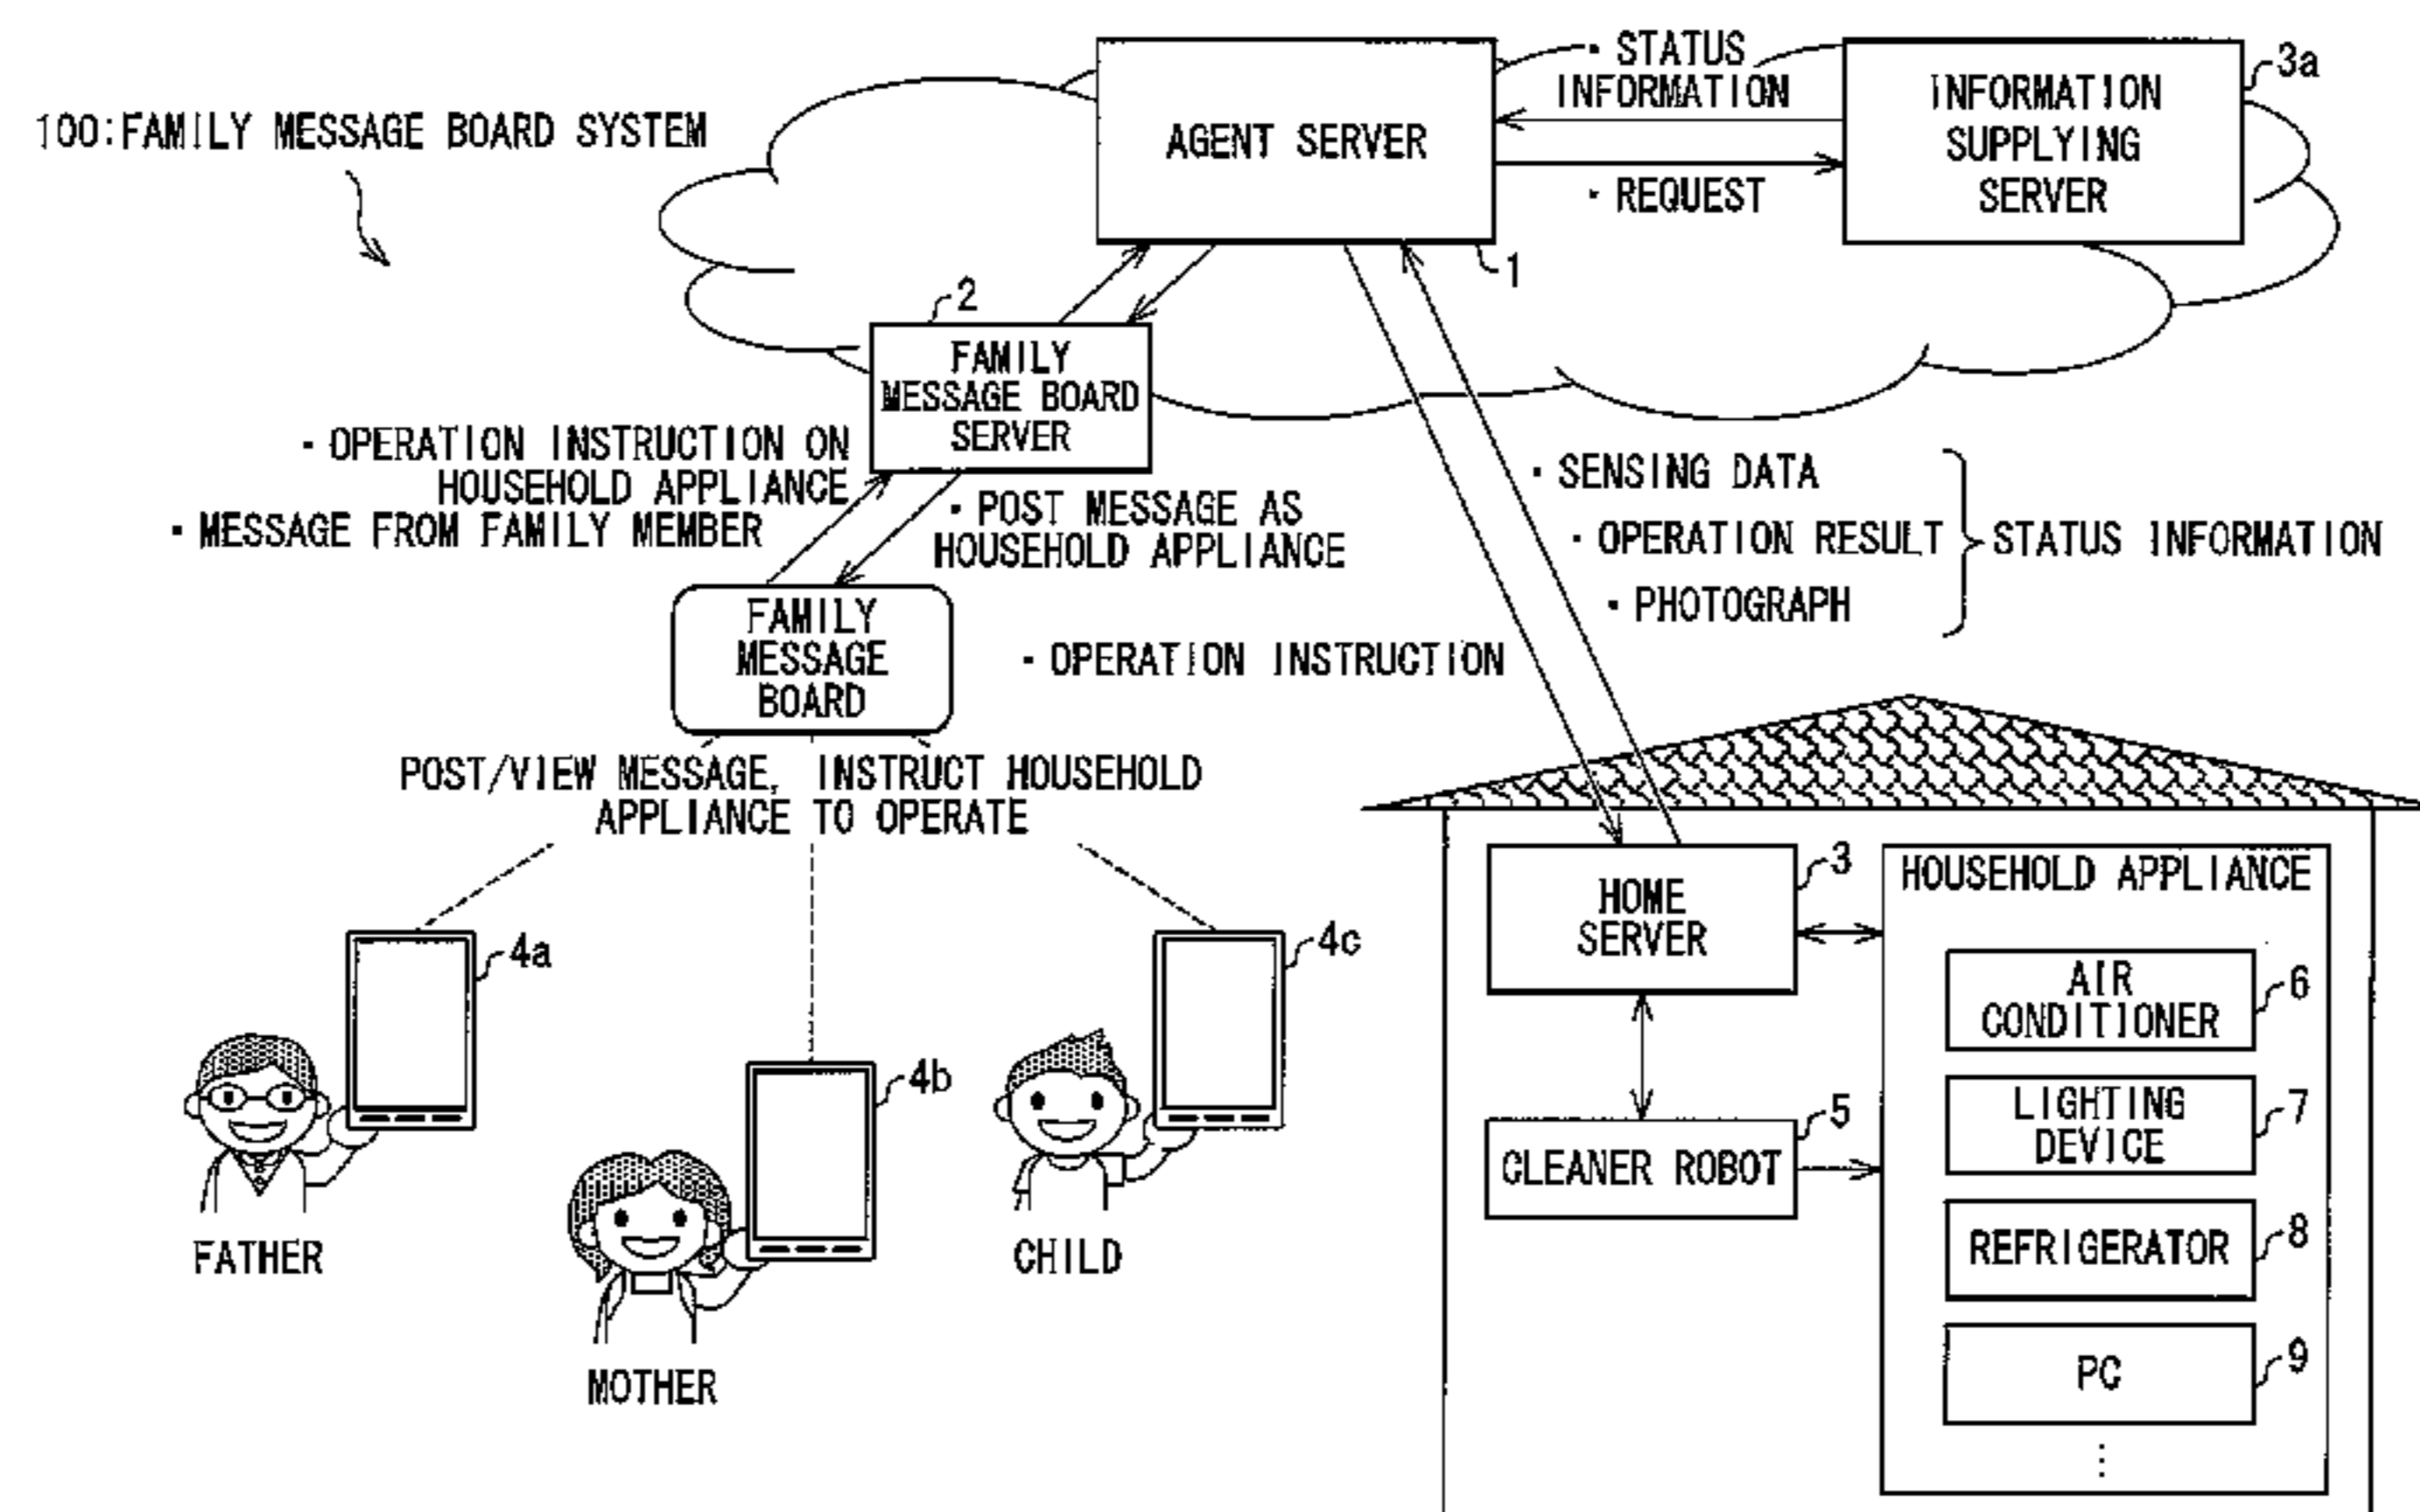 100:FAMILY MESSAGE BOARD SYSTEM
AGENT SERVER
1
・STATUS
INFORMATION
・REQUEST
INFORMATION
SUPPLYING
SERVER
3a
2
FAMILY
MESSAGE BOARD
SERVER
・OPERATION INSTRUCTION ON
HOUSEHOLD APPLIANCE
・MESSAGE FROM FAMILY MEMBER
・POST MESSAGE AS
HOUSEHOLD APPLIANCE
・SENSING DATA
・OPERATION RESULT
・PHOTOGRAPH
STATUS INFORMATION
FAMILY
MESSAGE
BOARD
・OPERATION INSTRUCTION
POST/VIEW MESSAGE, INSTRUCT HOUSEHOLD
APPLIANCE TO OPERATE
4a
FATHER
4b
MOTHER
4c
CHILD
HOME
SERVER
3
CLEANER ROBOT
5
HOUSEHOLD APPLIANCE
AIR
CONDITIONER
6
LIGHTING
DEVICE
7
REFRIGERATOR
8
PC
9
⋮